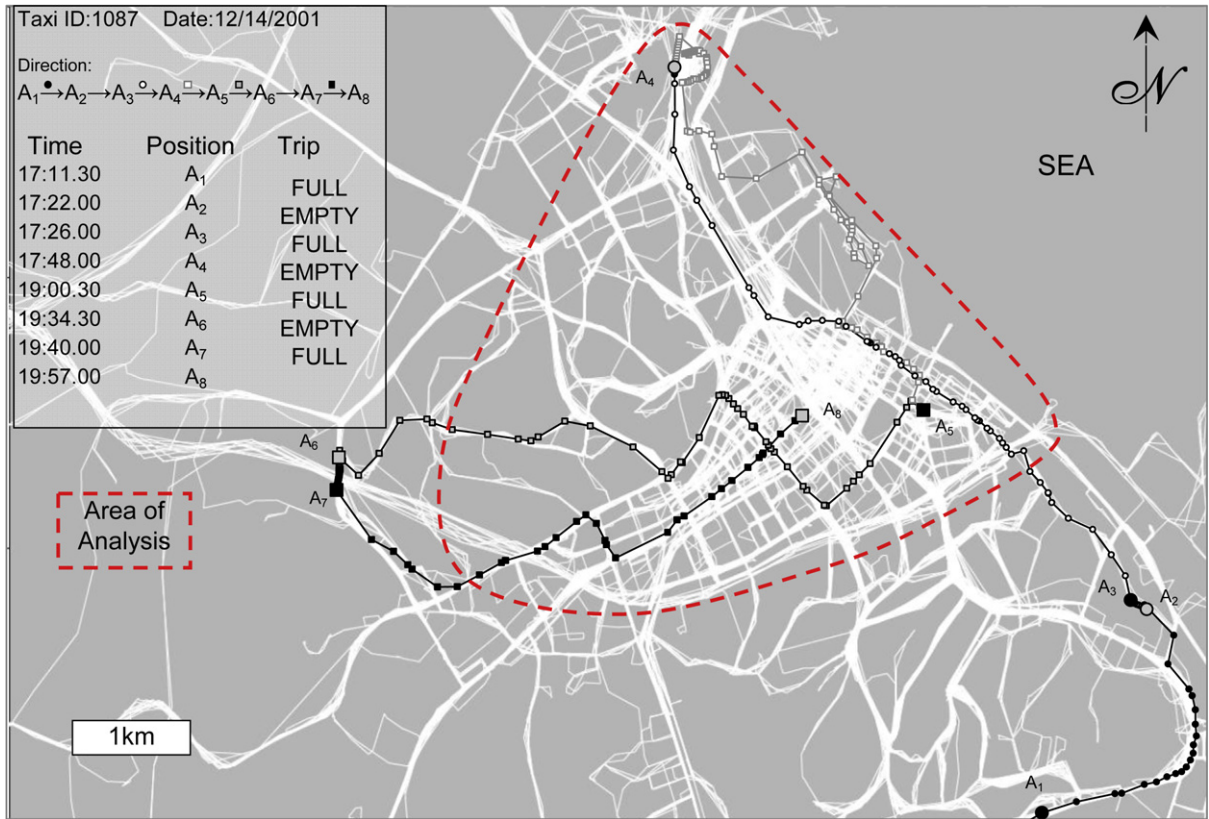 Taxi ID:1087 Date:12/14/2001
Direction:
A1→A2→A3→A4→A5→A6→A7→A8
Time Position Trip
17:11.30 A1
FULL
17:22.00 A2
EMPTY
17:26.00 A3
FULL
17:48.00 A4
EMPTY
19:00.30 A5
FULL
19:34.30 A6
EMPTY
19:40.00 A7
FULL
19:57.00 A8
A4
N
SEA
A8
A5
A6
A7
Area of
Analysis
A3
A2
1km
A1